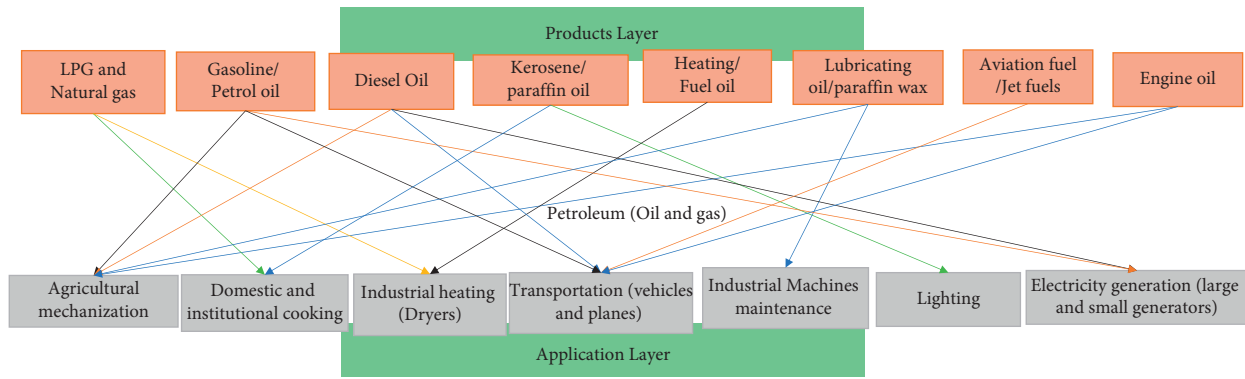 Products Layer
LPG and
Natural gas
Gasoline/
Petrol oil
Diesel Oil
Kerosene/
paraffin oil
Heating/
Fuel oil
Lubricating
oil/paraffin wax
Aviation fuel
/Jet fuels
Engine oil
Petroleum (Oil and gas)
Agricultural
mechanization
Domestic and
institutional cooking
Industrial heating
(Dryers)
Transportation (vehicles
and planes)
Industrial Machines
maintenance
Lighting
Electricity generation (large
and small generators)
Application Layer